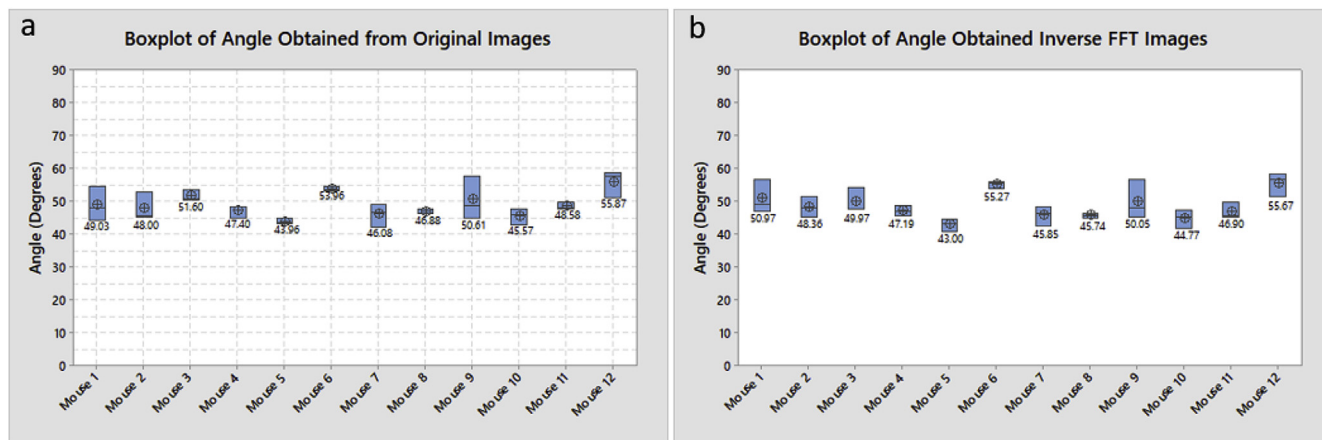 a
Boxplot of Angle Obtained from Original Images
Angle (Degrees)
90
80
70
60
50
40
30
20
10
0
49.03
48.00
51.60
47.40
43.96
53.96
46.08
46.88
50.61
45.57
48.58
55.87
Mouse 1
Mouse 2
Mouse 3
Mouse 4
Mouse 5
Mouse 6
Mouse 7
Mouse 8
Mouse 9
Mouse 10
Mouse 11
Mouse 12
b
Boxplot of Angle Obtained Inverse FFT Images
Angle (Degrees)
90
80
70
60
50
40
30
20
10
0
50.97
48.36
49.97
47.19
43.00
55.27
45.85
45.74
50.05
44.77
46.90
55.67
Mouse 1
Mouse 2
Mouse 3
Mouse 4
Mouse 5
Mouse 6
Mouse 7
Mouse 8
Mouse 9
Mouse 10
Mouse 11
Mouse 12